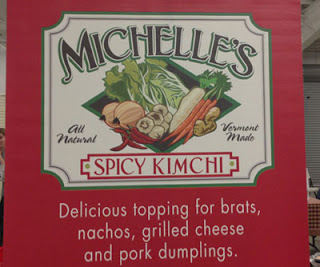 MICHELLE'S
All Natural
Vermont Made
SPICY KIMCHI
Delicious topping for brats,
nachos, grilled cheese
and pork dumplings.